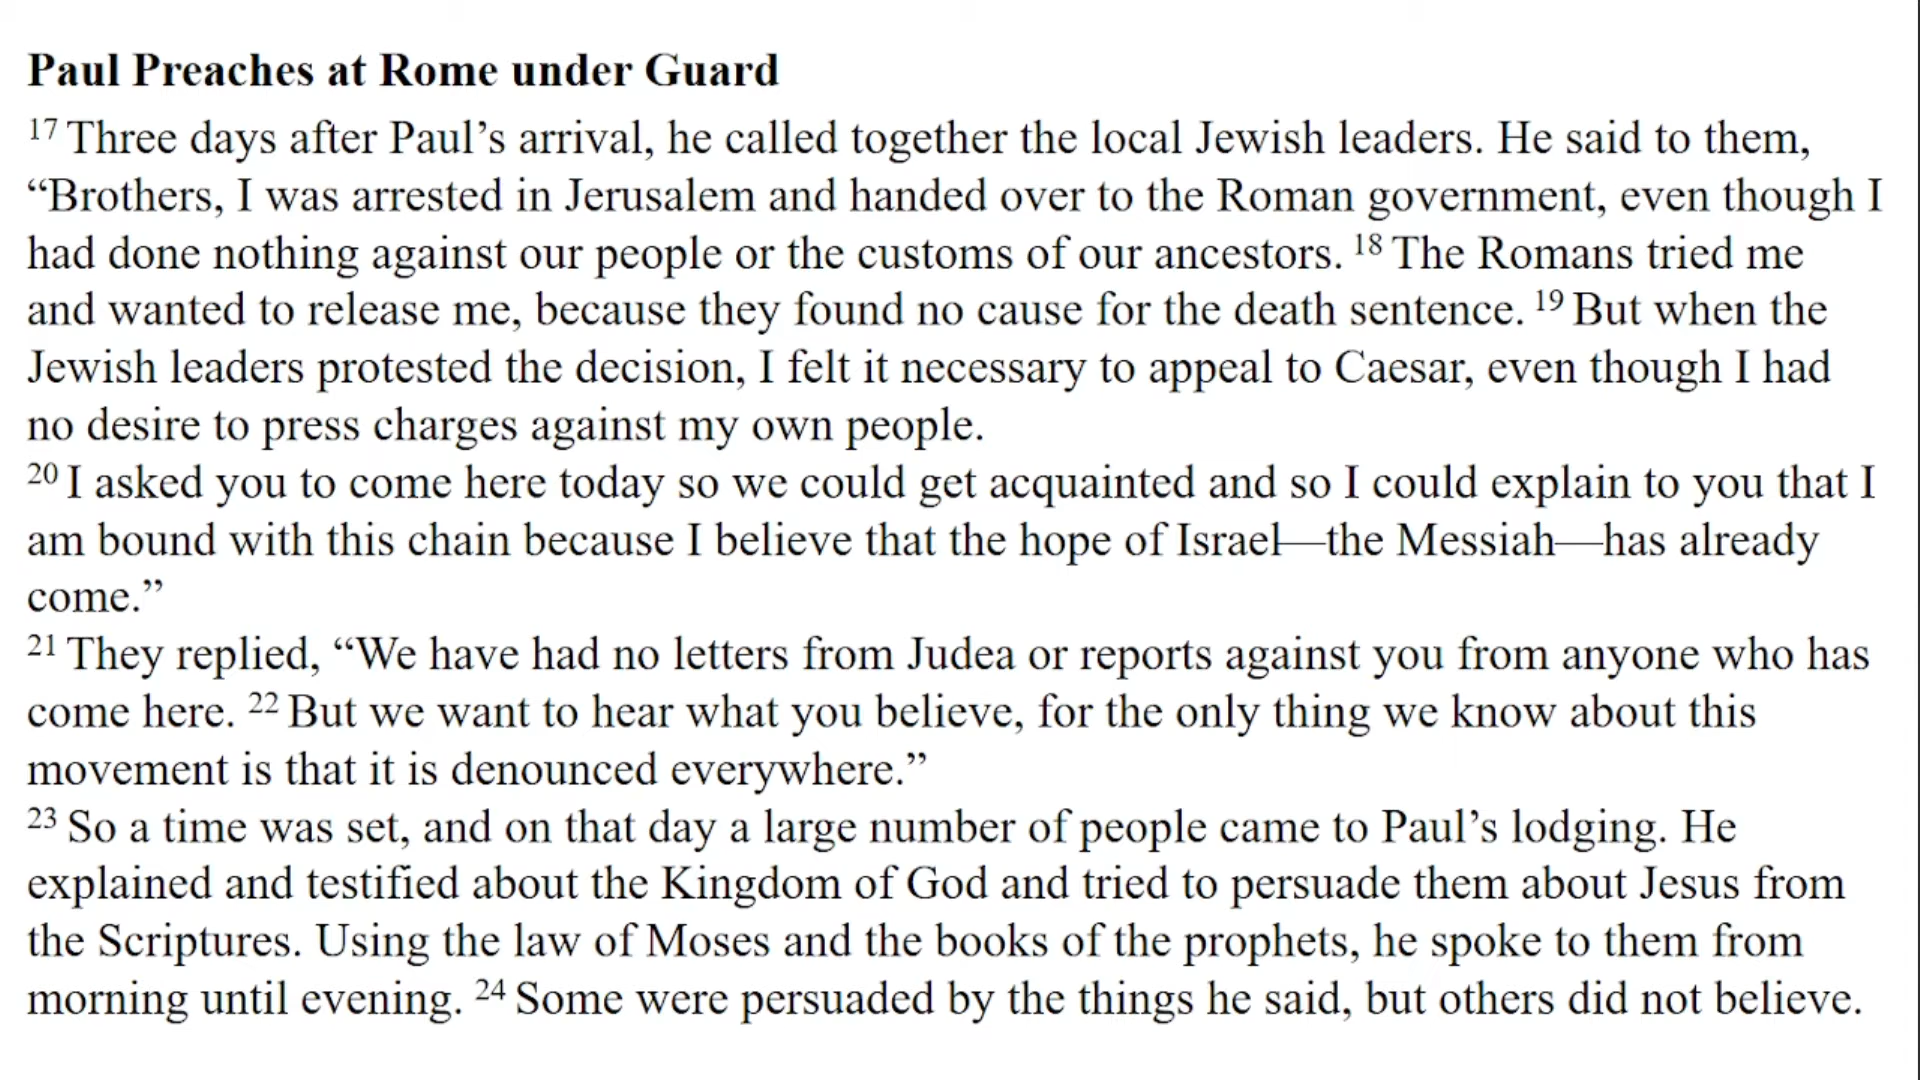 Paul Preaches at Rome under Guard
17 Three days after Paul’s arrival, he called together the local Jewish leaders. He said to them,
“Brothers, I was arrested in Jerusalem and handed over to the Roman government, even though I
had done nothing against our people or the customs of our ancestors. 18 The Romans tried me
and wanted to release me, because they found no cause for the death sentence. 19 But when the
Jewish leaders protested the decision, I felt it necessary to appeal to Caesar, even though I had
no desire to press charges against my own people.
20 I asked you to come here today so we could get acquainted and so I could explain to you that I
am bound with this chain because I believe that the hope of Israel—the Messiah—has already
come.”
21 They replied, “We have had no letters from Judea or reports against you from anyone who has
come here. 22 But we want to hear what you believe, for the only thing we know about this
movement is that it is denounced everywhere.”
23 So a time was set, and on that day a large number of people came to Paul’s lodging. He
explained and testified about the Kingdom of God and tried to persuade them about Jesus from
the Scriptures. Using the law of Moses and the books of the prophets, he spoke to them from
morning until evening. 24 Some were persuaded by the things he said, but others did not believe.